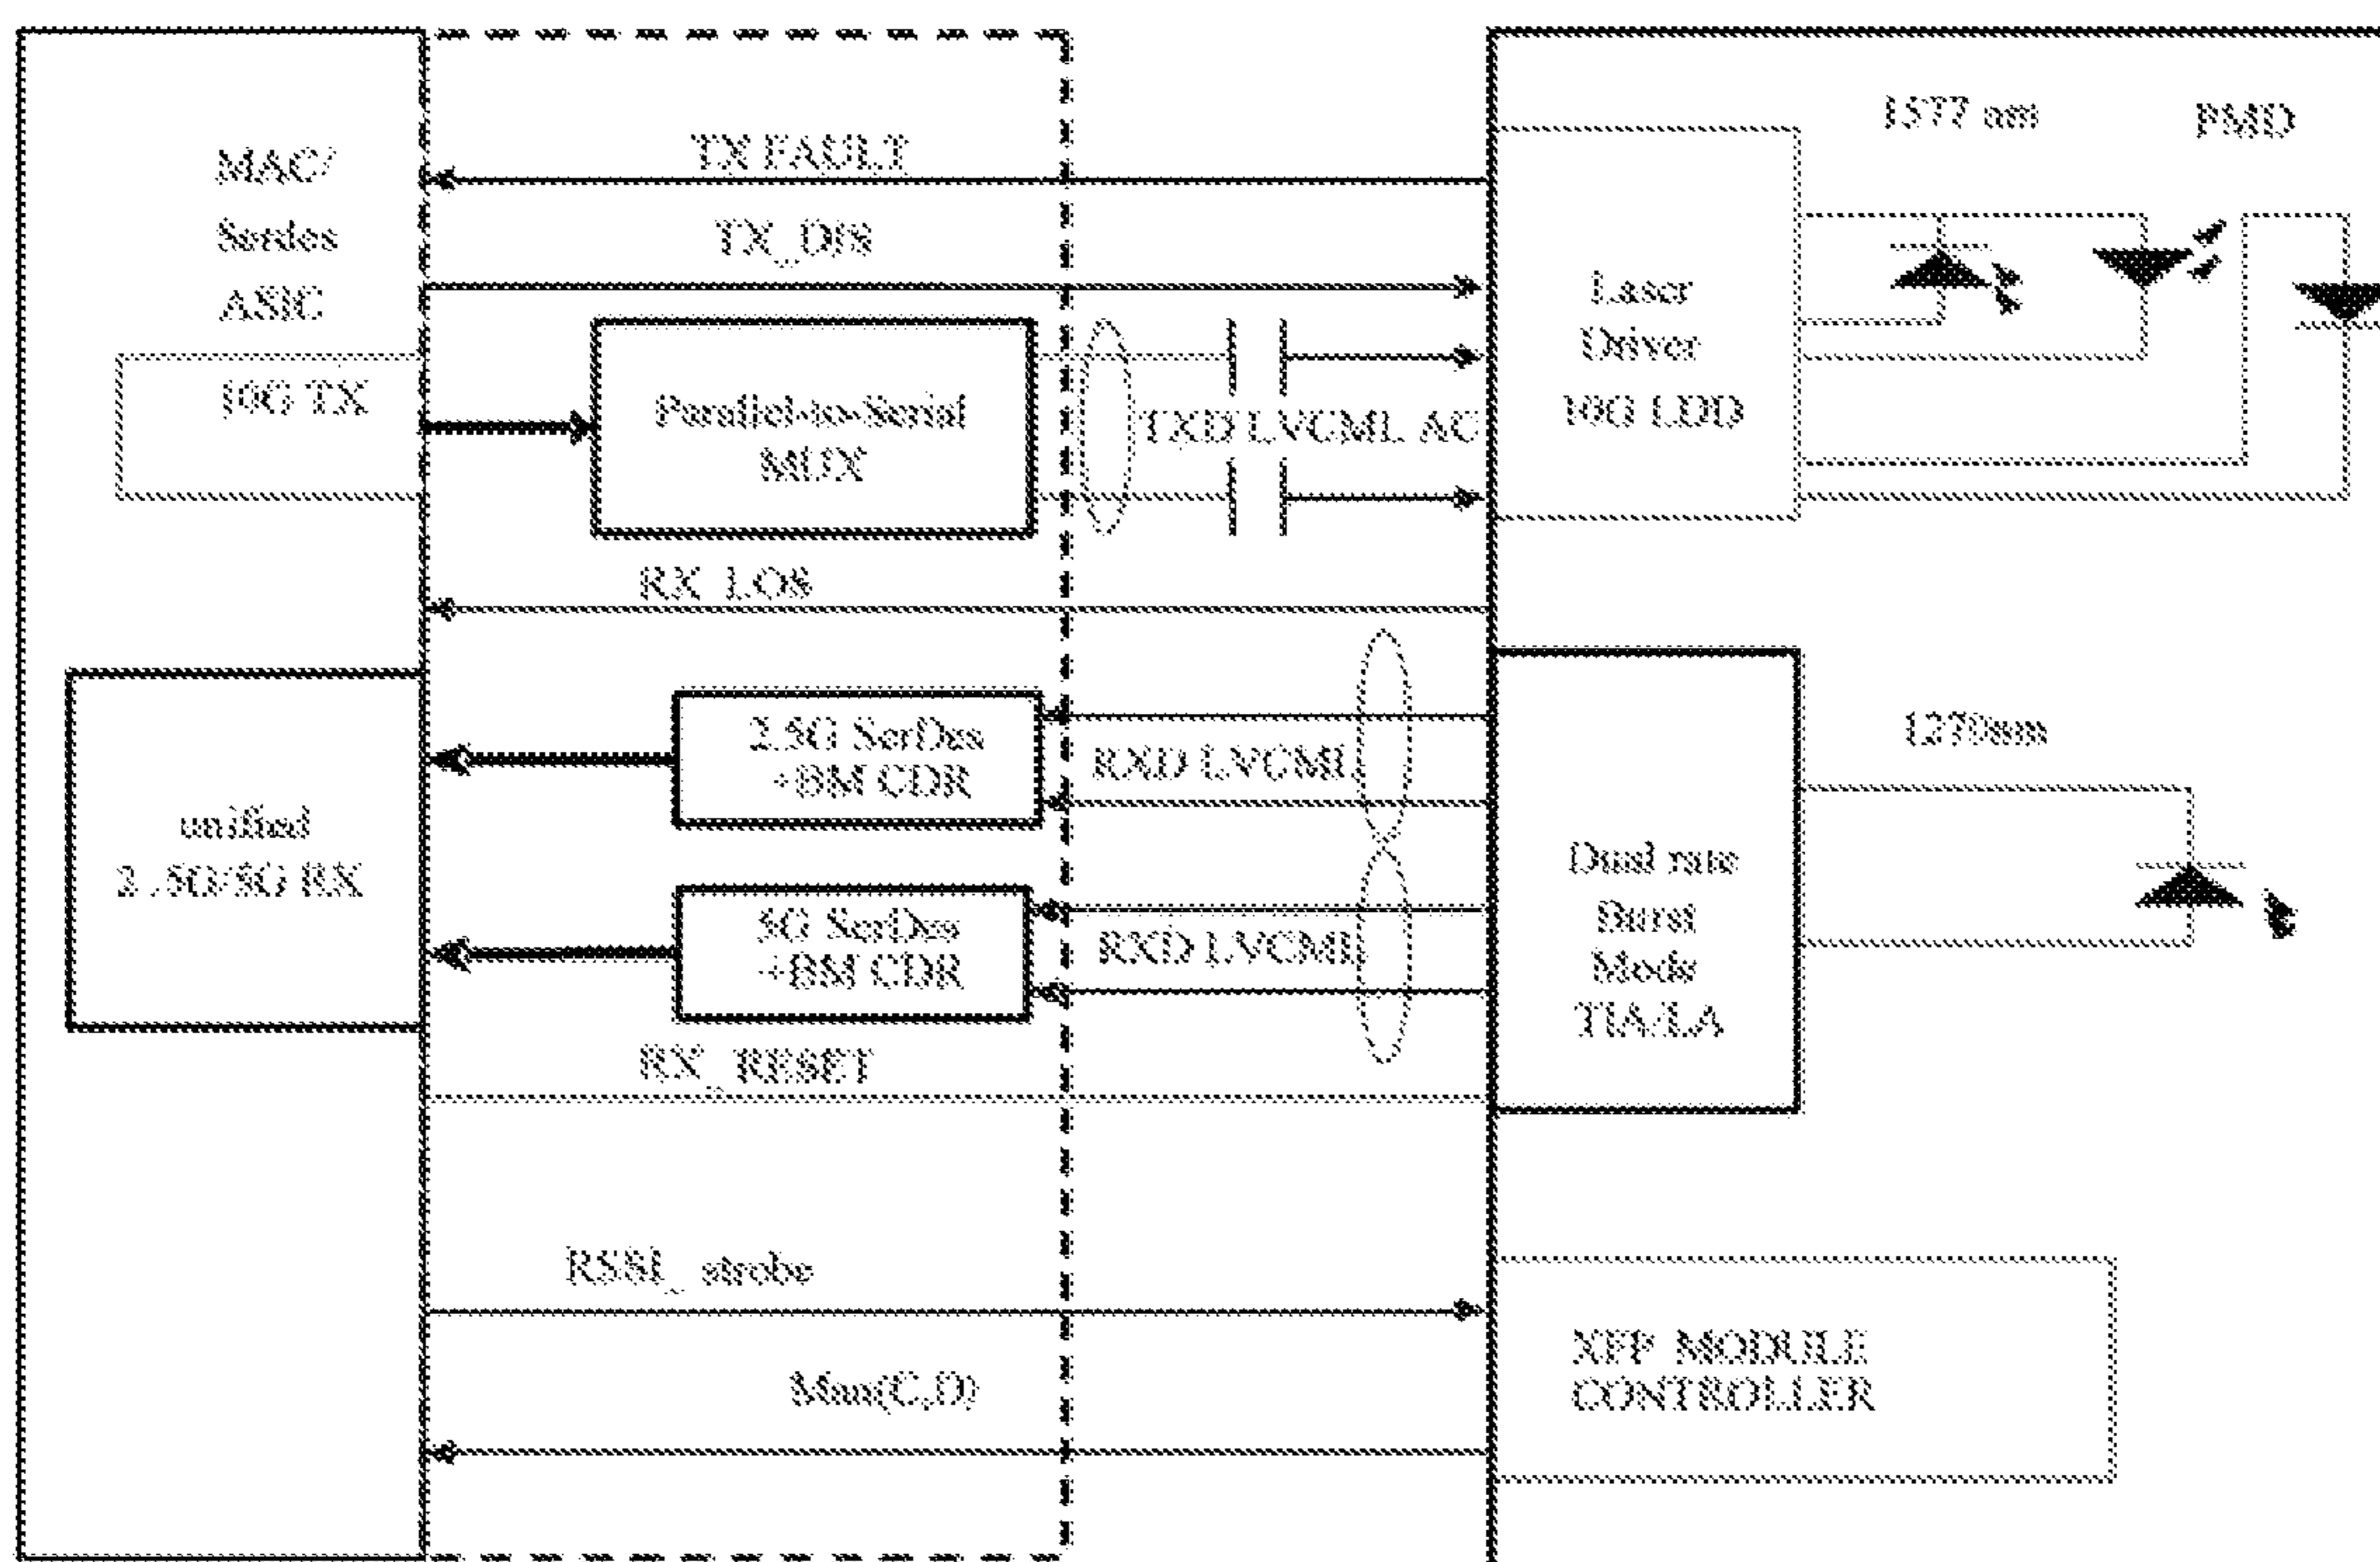 MAC/
Serdes
ASIC
10G TX
unified
2.5G/5G RX
TX FAULT
TX_DIS
Parallel-to-Serial
MUX
TXD LVCML AC
RX_LOS
2.5G SerDes
+BM CDR
RXD LVCML
5G SerDes
+BM CDR
RXD LVCML
RX_RESET
RSSI_strobe
Man(C,D)
1577 nm
PMD
Laser
Driver
10G LDD
1270nm
Dual rate
Burst
Mode
TIA/LA
XFP MODULE
CONTROLLER